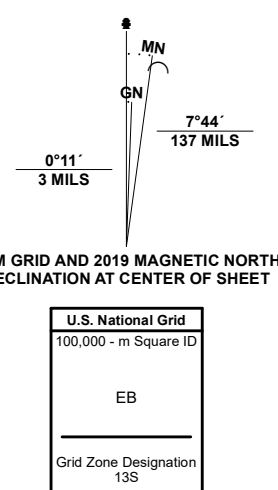 MN
GN
7°44´
137 MILS
0°11´
3 MILS
M GRID AND 2019 MAGNETIC NORTH
ECLINATION AT CENTER OF SHEET
U.S. National Grid
100,000 - m Square ID
EB
Grid Zone Designation
13S